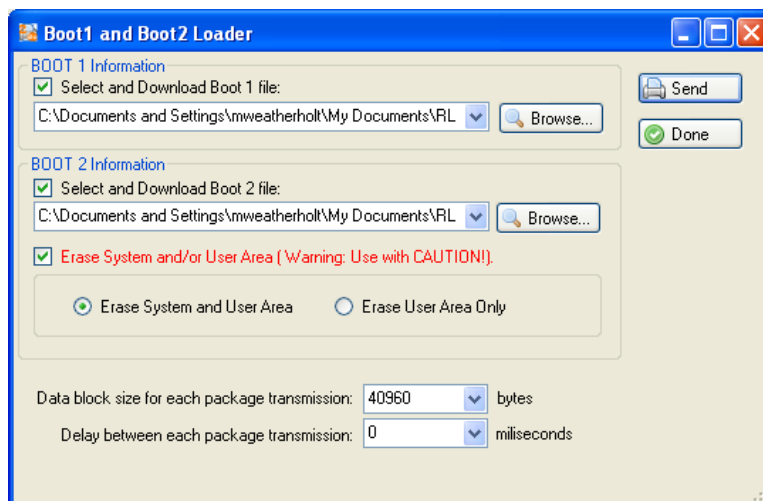 Boot1 and Boot2 Loader
BOOT 1 Information
Select and Download Boot 1 file:
C:\Documents and Settings\mweatherholt\My Documents\RL
Browse...
Send
Done
BOOT 2 Information
Select and Download Boot 2 file:
C:\Documents and Settings\mweatherholt\My Documents\RL
Browse...
Erase System and/or User Area ( Warning: Use with CAUTION!).
Erase System and User Area
Erase User Area Only
Data block size for each package transmission: 40960 bytes
Delay between each package transmission: 0 miliseconds